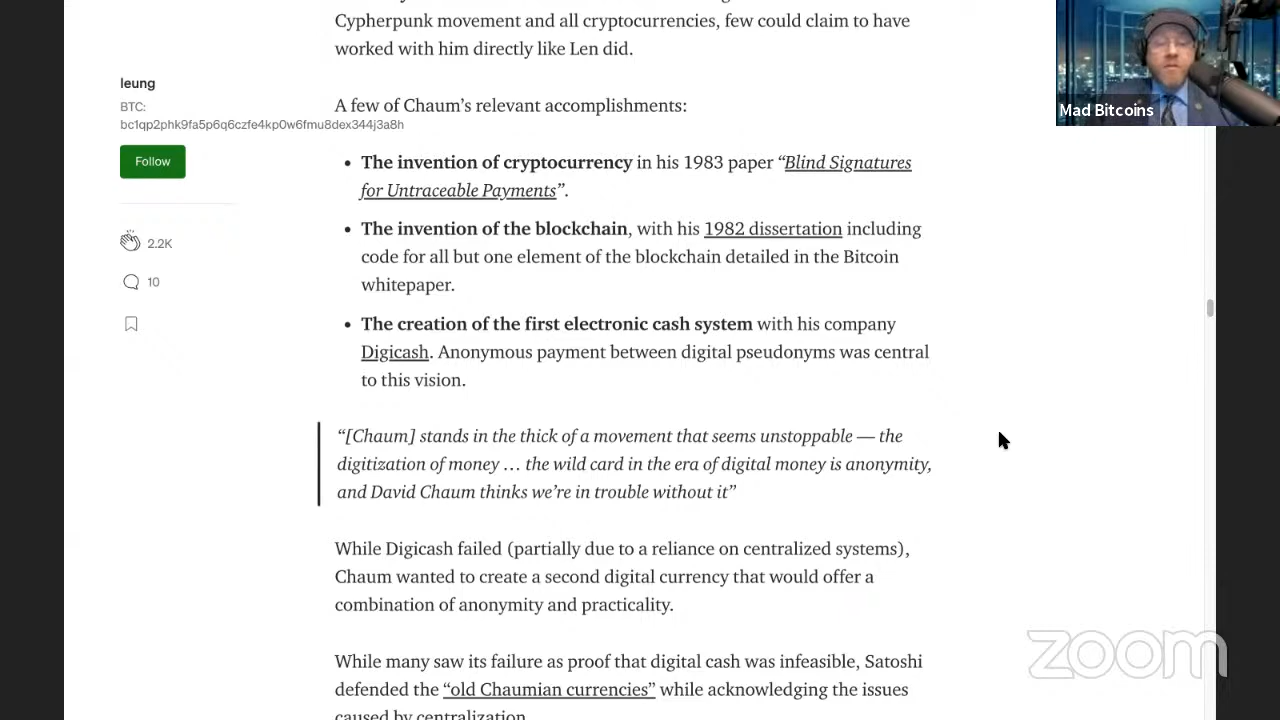 Cypherpunk movement and all cryptocurrencies, few could claim to have
worked with him directly like Len did.
Mad Bitcoins
leung
BTC:
bc1qp2phk9fa5p6q6czfe4kp0w6fmu8dex344j3a8h
Follow
2.2K
10
A few of Chaum’s relevant accomplishments:
• The invention of cryptocurrency in his 1983 paper “Blind Signatures
for Untraceable Payments”.
• The invention of the blockchain, with his 1982 dissertation including
code for all but one element of the blockchain detailed in the Bitcoin
whitepaper.
• The creation of the first electronic cash system with his company
Digicash. Anonymous payment between digital pseudonyms was central
to this vision.
“[Chaum] stands in the thick of a movement that seems unstoppable — the
digitization of money … the wild card in the era of digital money is anonymity,
and David Chaum thinks we’re in trouble without it”
While Digicash failed (partially due to a reliance on centralized systems),
Chaum wanted to create a second digital currency that would offer a
combination of anonymity and practicality.
While many saw its failure as proof that digital cash was infeasible, Satoshi
defended the “old Chaumian currencies” while acknowledging the issues
caused by centralization
zoom